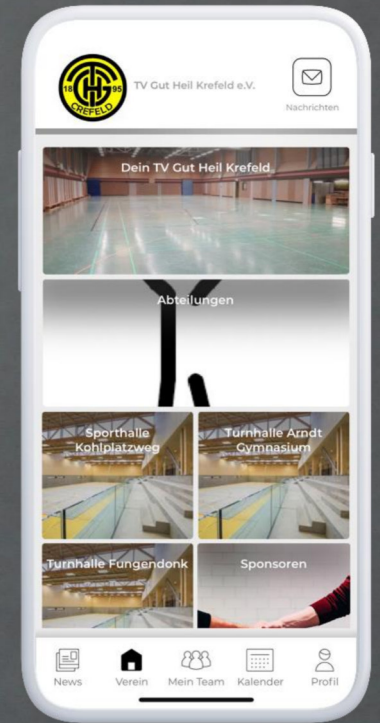 18 95
CREFELD
TV Gut Heil Krefeld e.V.
Nachrichten
Dein TV Gut Heil Krefeld
Abteilungen
Sporthalle
Kohlplatzweg
Turnhalle Arndt
Gymnasium
Turnhalle Fungendonk
Sponsoren
News
Verein
Mein Team
Kalender
Profil